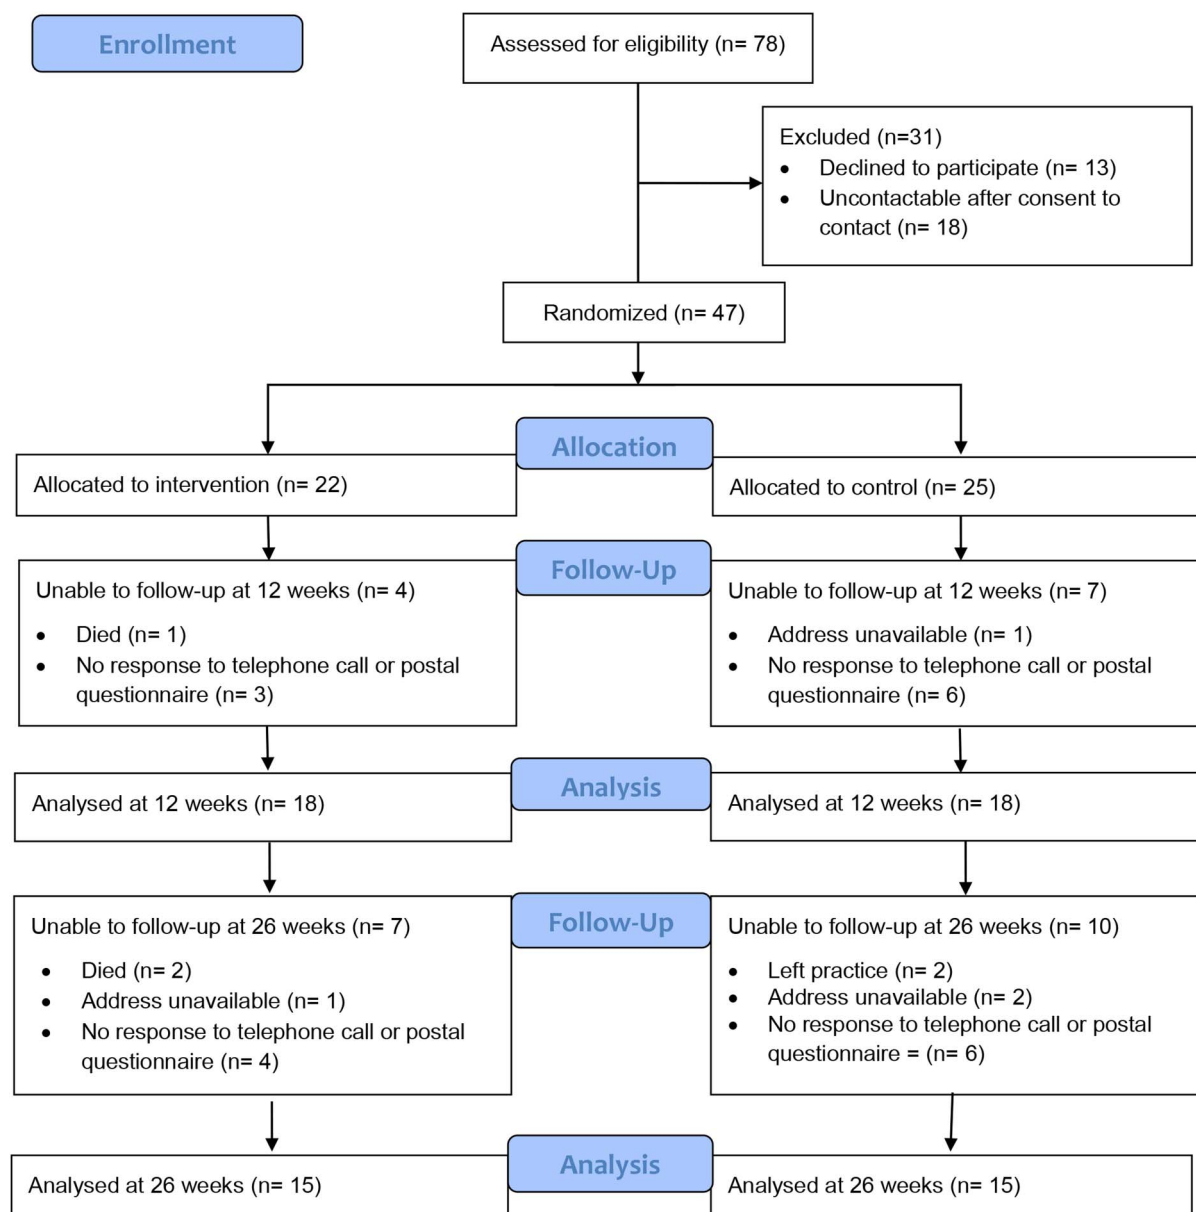 Enrollment
Assessed for eligibility (n= 78)
Excluded (n=31)
• Declined to participate (n= 13)
• Uncontactable after consent to
contact (n= 18)
Randomized (n= 47)
Allocation
Allocated to intervention (n= 22)
Allocated to control (n= 25)
Follow-Up
Unable to follow-up at 12 weeks (n= 4)
• Died (n= 1)
• No response to telephone call or postal
questionnaire (n= 3)
Unable to follow-up at 12 weeks (n= 7)
• Address unavailable (n= 1)
• No response to telephone call or postal
questionnaire (n= 6)
Analysis
Analysed at 12 weeks (n= 18)
Analysed at 12 weeks (n= 18)
Follow-Up
Unable to follow-up at 26 weeks (n= 7)
• Died (n= 2)
• Address unavailable (n= 1)
• No response to telephone call or postal
questionnaire (n= 4)
Unable to follow-up at 26 weeks (n= 10)
• Left practice (n= 2)
• Address unavailable (n= 2)
• No response to telephone call or postal
questionnaire = (n= 6)
Analysis
Analysed at 26 weeks (n= 15)
Analysed at 26 weeks (n= 15)